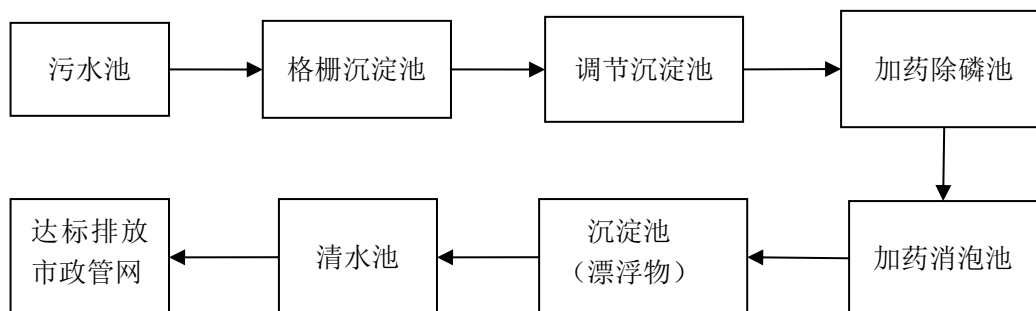 污水池
格栅沉淀池
调节沉淀池
加药除磷池
加药消泡池
沉淀池
（漂浮物）
清水池
达标排放
市政管网